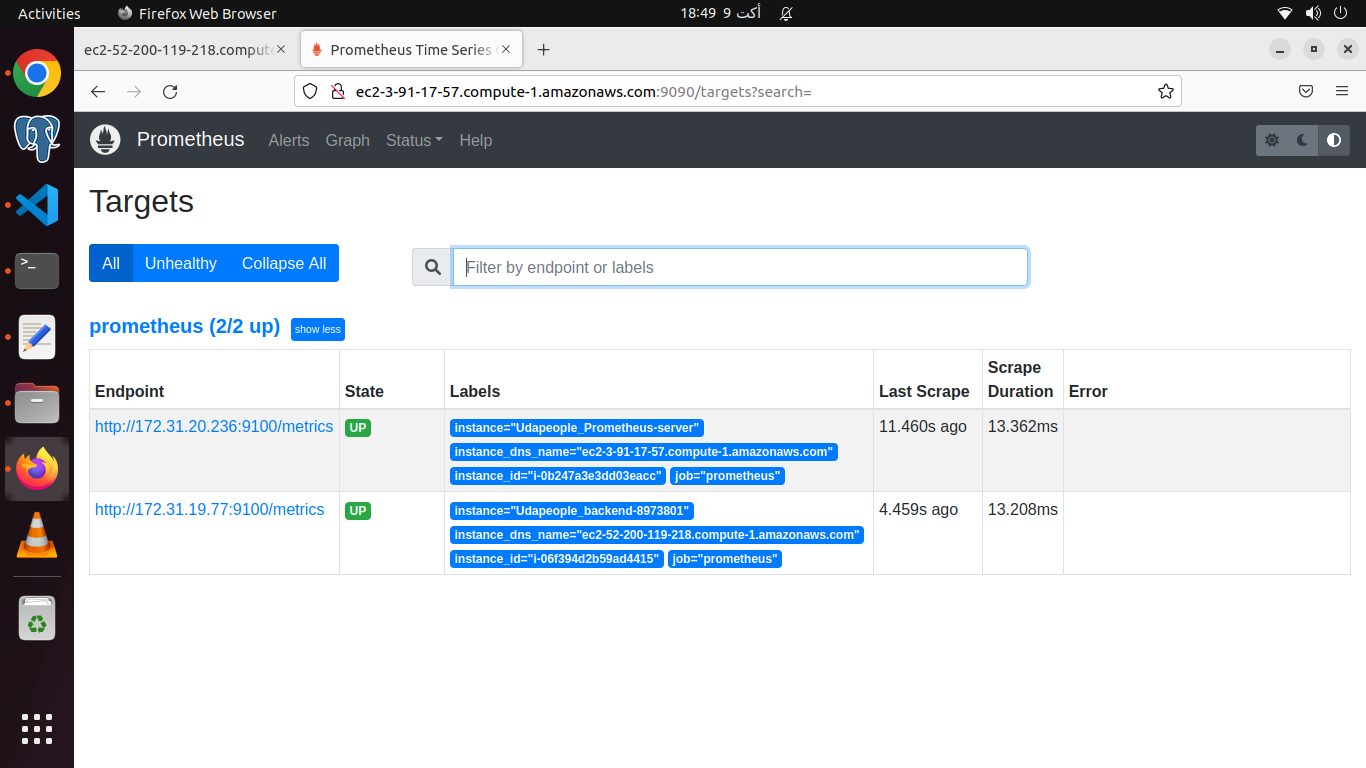 Activities
Firefox Web Browser
18:49 9 أكت
ec2-52-200-119-218.comput
Prometheus Time Series
ec2-3-91-17-57.compute-1.amazonaws.com:9090/targets?search=
Prometheus
Alerts
Graph
Status
Help
Targets
All
Unhealthy
Collapse All
Filter by endpoint or labels
prometheus (2/2 up)
show less
Endpoint
State
Labels
Last Scrape
Scrape
Duration
Error
http://172.31.20.236:9100/metrics
UP
instance="Udapeople_Prometheus-server"
instance_dns_name="ec2-3-91-17-57.compute-1.amazonaws.com"
instance_id="i-0b247a3e3dd03eacc" job="prometheus"
11.460s ago
13.362ms
http://172.31.19.77:9100/metrics
UP
instance="Udapeople_backend-8973801"
instance_dns_name="ec2-52-200-119-218.compute-1.amazonaws.com"
instance_id="i-06f394d2b59ad4415" job="prometheus"
4.459s ago
13.208ms